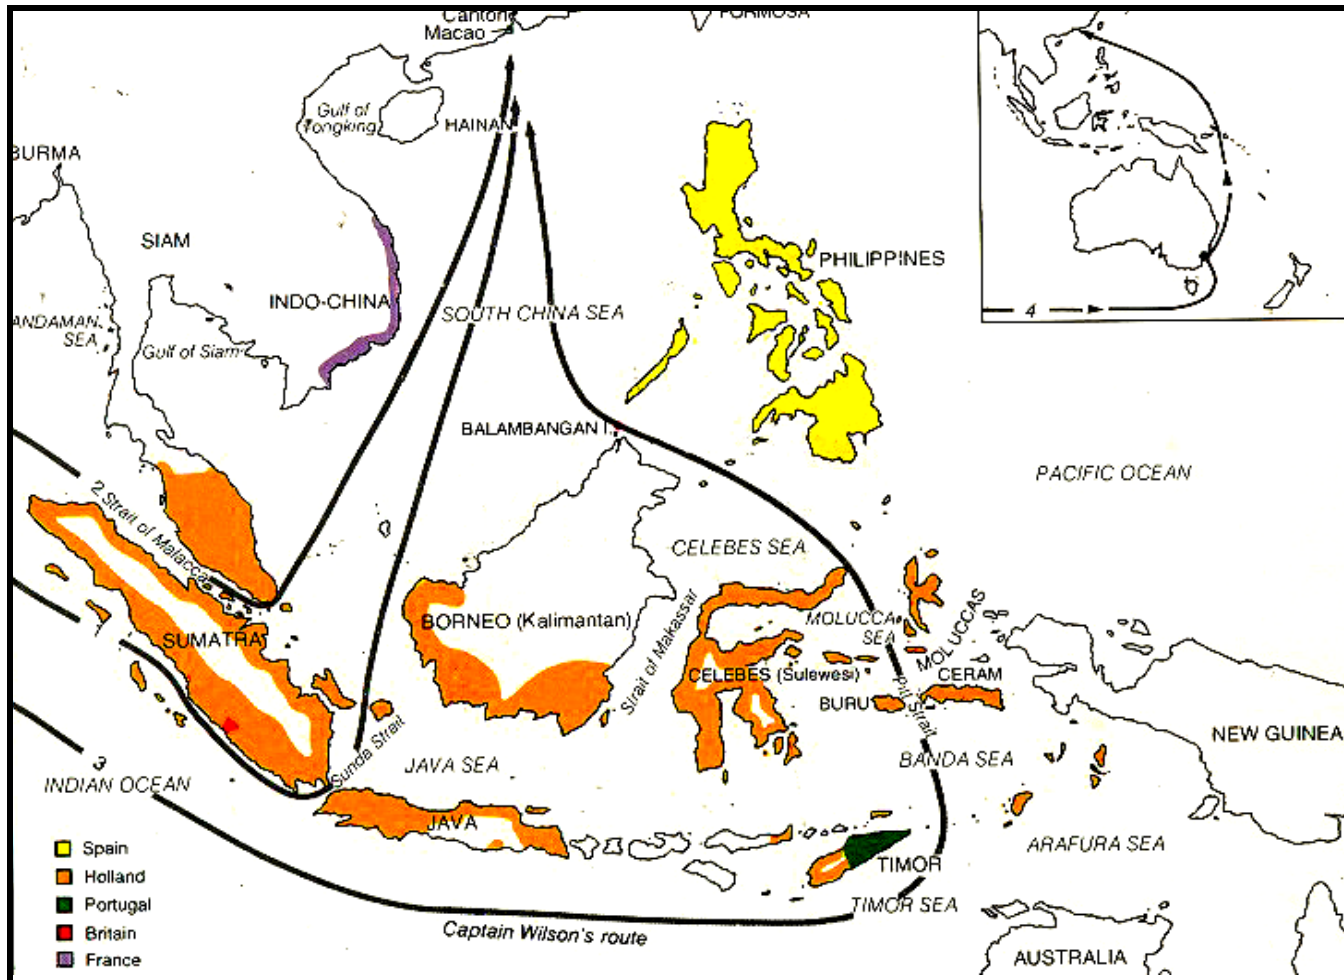 Canton
Macao
FORMOSA
Gulf of
Tongking
HAINAN
BURMA
SIAM
INDO-CHINA
PHILIPPINES
ANDAMAN
SEA
Gulf of Siam
SOUTH CHINA SEA
4
BALAMBANGAN I.
PACIFIC OCEAN
2 Strait of Malacca
CELEBES SEA
SUMATRA
BORNEO (Kalimantan)
Strait of Makassar
MOLUCCA
SEA
MOLUCCAS
1
CELEBES (Sulewesi)
CERAM
BURU
Pitt Strait
NEW GUINEA
Sunda Strait
JAVA SEA
BANDA SEA
3
INDIAN OCEAN
JAVA
ARAFURA SEA
TIMOR
TIMOR SEA
Captain Wilson's route
AUSTRALIA
Spain
Holland
Portugal
Britain
France